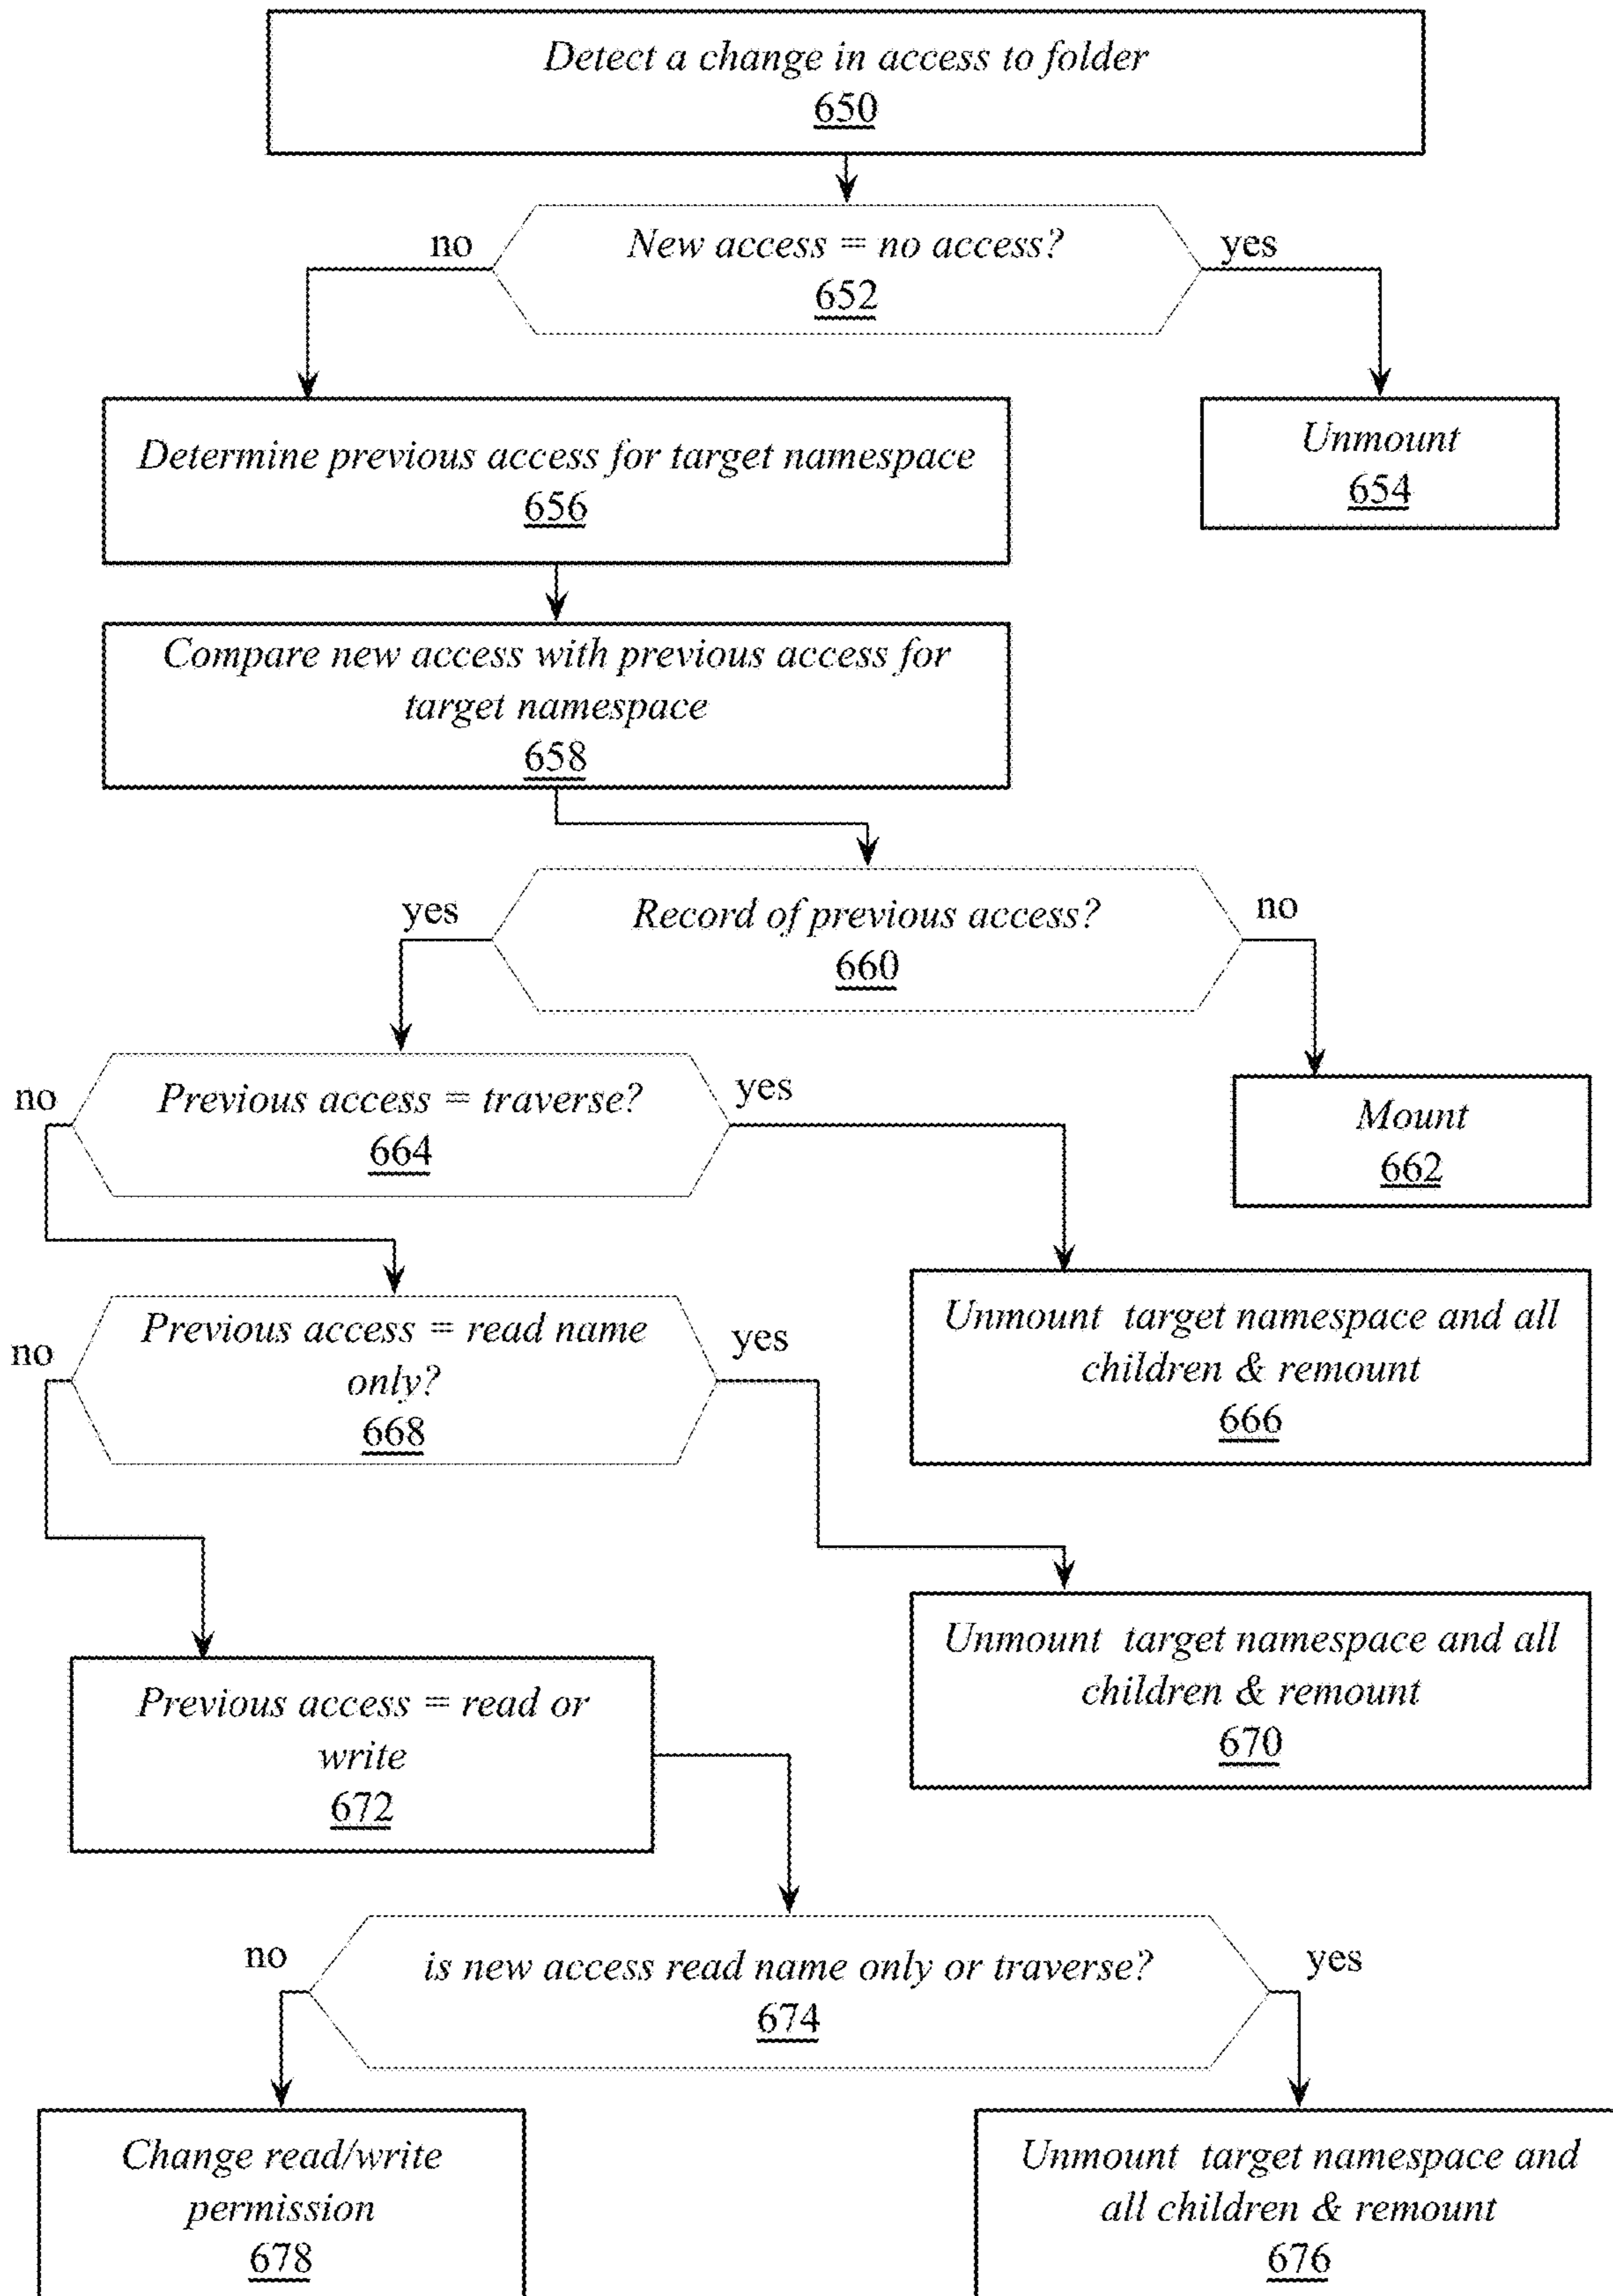 Detect a change in access to folder
650
New access = no access?
652
no
yes
Determine previous access for target namespace
656
Unmount
654
Compare new access with previous access for
target namespace
658
Record of previous access?
660
yes
no
Previous access = traverse?
664
no
yes
Mount
662
Previous access = read name
only?
668
no
yes
Unmount target namespace and all
children & remount
666
Unmount target namespace and all
children & remount
670
Previous access = read or
write
672
is new access read name only or traverse?
674
no
yes
Change read/write
permission
678
Unmount target namespace and
all children & remount
676